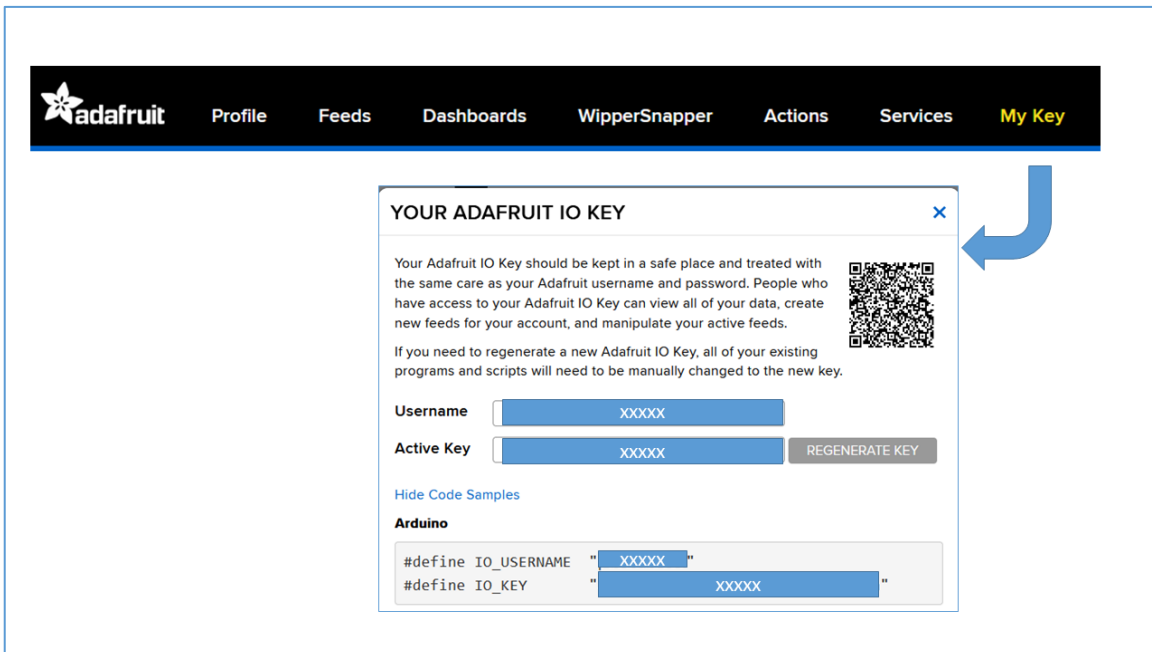 adafruit Profile Feeds Dashboards WipperSnapper Actions Services My Key
YOUR ADAFRUIT IO KEY
Your Adafruit IO Key should be kept in a safe place and treated with
the same care as your Adafruit username and password. People who
have access to your Adafruit IO Key can view all of your data, create
new feeds for your account, and manipulate your active feeds.
If you need to regenerate a new Adafruit IO Key, all of your existing
programs and scripts will need to be manually changed to the new key.
Username XXXXX
Active Key XXXXX REGENERATE KEY
Hide Code Samples
Arduino
#define IO_USERNAME "XXXXX"
#define IO_KEY "XXXXX"